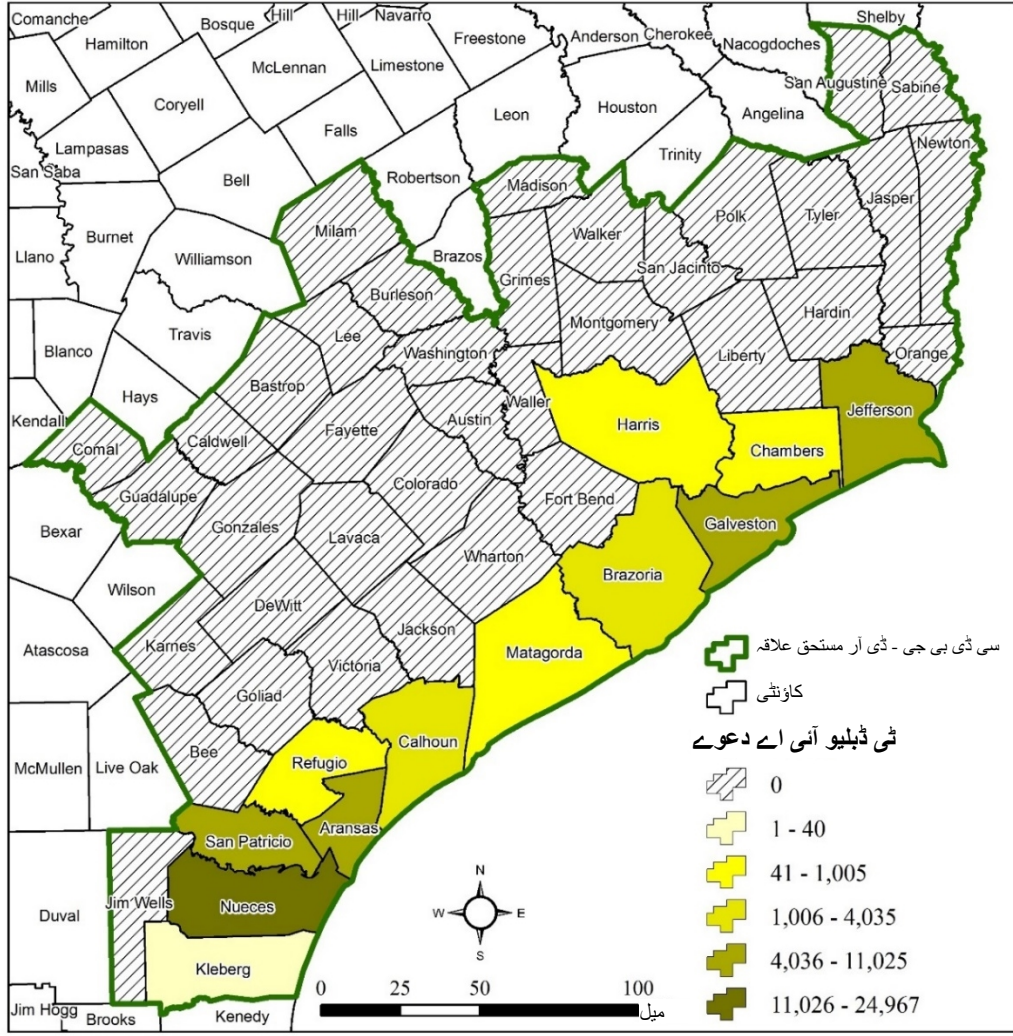 Comanche
Bosque
Hill
Hill
Navarro
Freestone
Anderson
Cherokee
Nacogdoches
Shelby
Hamilton
McLennan
Limestone
Mills
Coryell
Leon
Houston
Angelina
San Augustine
Sabine
Falls
Lampasas
San Saba
Bell
Robertson
Trinity
Newton
Madison
Burnet
Milam
Walker
Polk
Tyler
Jasper
Llano
Williamson
Brazos
San Jacinto
Grimes
Burleson
Hardin
Montgomery
Travis
Lee
Washington
Liberty
Orange
Blanco
Bastrop
Hays
Waller
Austin
Jefferson
Kendall
Fayette
Harris
Caldwell
Comal
Chambers
Colorado
Guadalupe
Fort Bend
Gonzales
Galveston
Bexar
Lavaca
Wharton
Brazoria
Wilson
DeWitt
Jackson
Karnes
Atascosa
Matagorda
Victoria
Goliad
Calhoun
Bee
Refugio
McMullen
Live Oak
Aransas
San Patricio
Jim Wells
Nueces
Duval
Kleberg
Jim Hogg
Brooks
Kenedy
سی ڈی بی جی - ڈی آر مستحق علاقہ
کاؤنٹی
ٹی ڈبلیو آئی اے دعوے
0
1 - 40
41 - 1,005
1,006 - 4,035
4,036 - 11,025
11,026 - 24,967
N
W E
S
0 25 50 100
میل